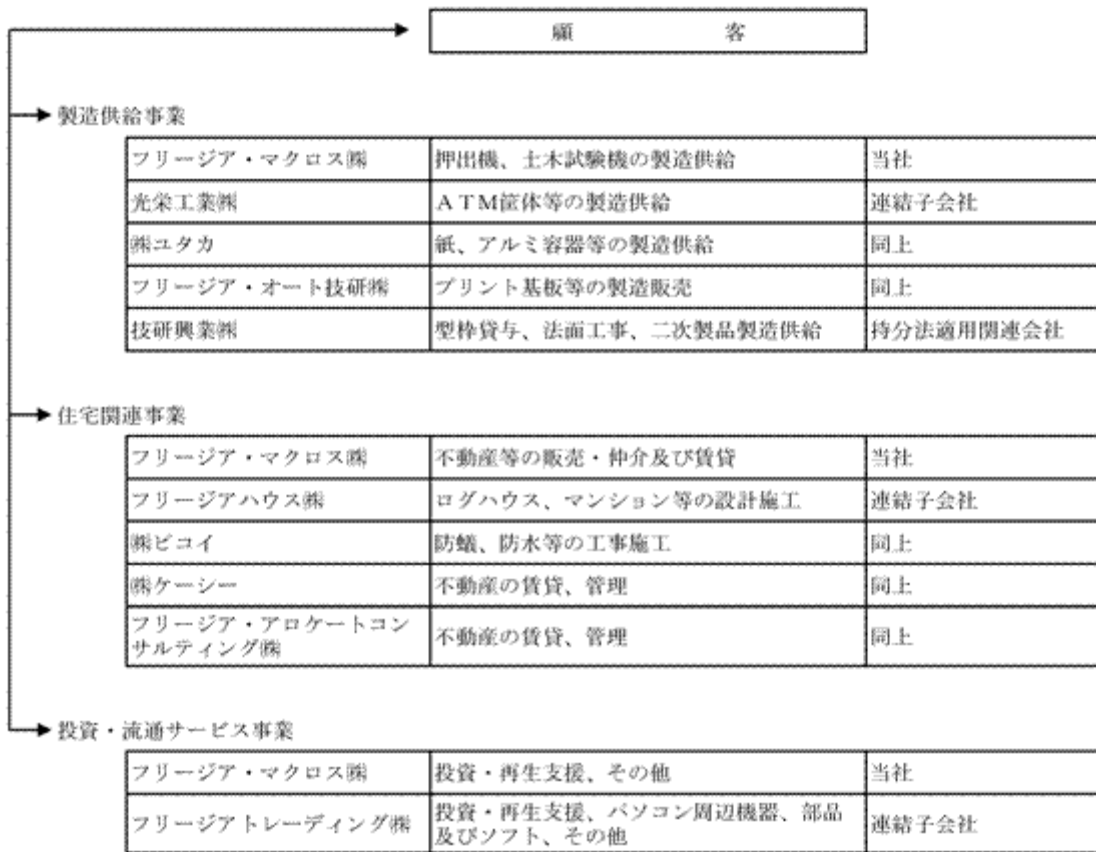 顧 客
製造供給事業
フリージア・マクロス㈱ 押出機、土木試験機の製造供給 当社
光栄工業㈱ ATM筐体等の製造供給 連結子会社
㈱ユタカ 紙、アルミ容器等の製造供給 同上
フリージア・オート技研㈱ プリント基板等の製造販売 同上
技研興業㈱ 型枠貸与、法面工事、二次製品製造供給 持分法適用関連会社
住宅関連事業
フリージア・マクロス㈱ 不動産等の販売・仲介及び賃貸 当社
フリージアハウス㈱ ログハウス、マンション等の設計施工 連結子会社
㈱ビコイ 防蟻、防水等の工事施工 同上
㈱ケーシー 不動産の賃貸、管理 同上
フリージア・アロケートコン
サルティング㈱ 不動産の賃貸、管理 同上
投資・流通サービス事業
フリージア・マクロス㈱ 投資・再生支援、その他 当社
フリージアトレーディング㈱ 投資・再生支援、パソコン周辺機器、部品
及びソフト、その他 連結子会社